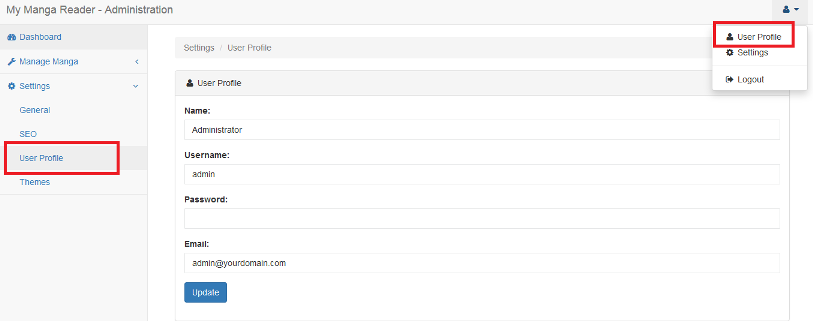 My Manga Reader - Administration
Dashboard
Manage Manga
Settings
General
SEO
User Profile
Themes
Settings / User Profile
User Profile
Settings
Logout
User Profile
Name:
Administrator
Username:
admin
Password:
Email:
admin@yourdomain.com
Update